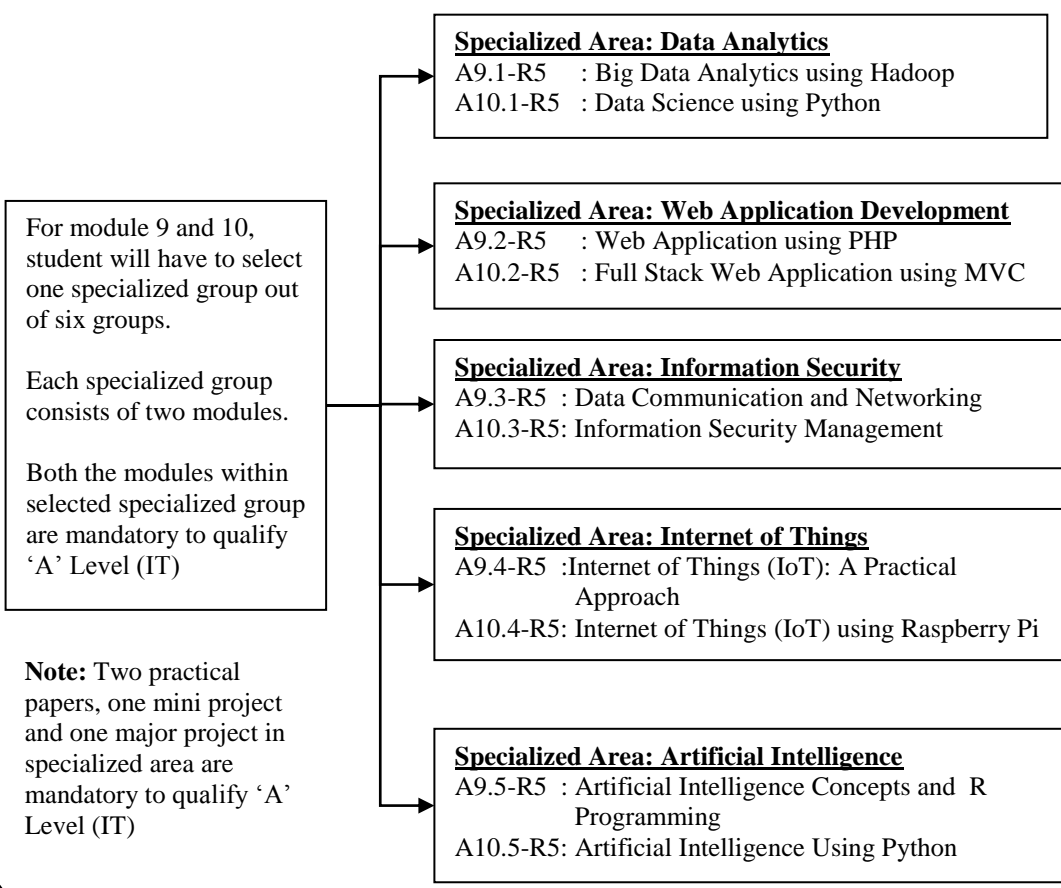 Specialized Area: Data Analytics
A9.1-R5 : Big Data Analytics using Hadoop
A10.1-R5 : Data Science using Python
For module 9 and 10,
student will have to select
one specialized group out
of six groups.
Each specialized group
consists of two modules.
Both the modules within
selected specialized group
are mandatory to qualify
‘A’ Level (IT)
Note: Two practical
papers, one mini project
and one major project in
specialized area are
mandatory to qualify ‘A’
Level (IT)
Specialized Area: Web Application Development
A9.2-R5 : Web Application using PHP
A10.2-R5 : Full Stack Web Application using MVC
Specialized Area: Information Security
A9.3-R5 : Data Communication and Networking
A10.3-R5: Information Security Management
Specialized Area: Internet of Things
A9.4-R5 :Internet of Things (IoT): A Practical
Approach
A10.4-R5: Internet of Things (IoT) using Raspberry Pi
Specialized Area: Artificial Intelligence
A9.5-R5 : Artificial Intelligence Concepts and R
Programming
A10.5-R5: Artificial Intelligence Using Python